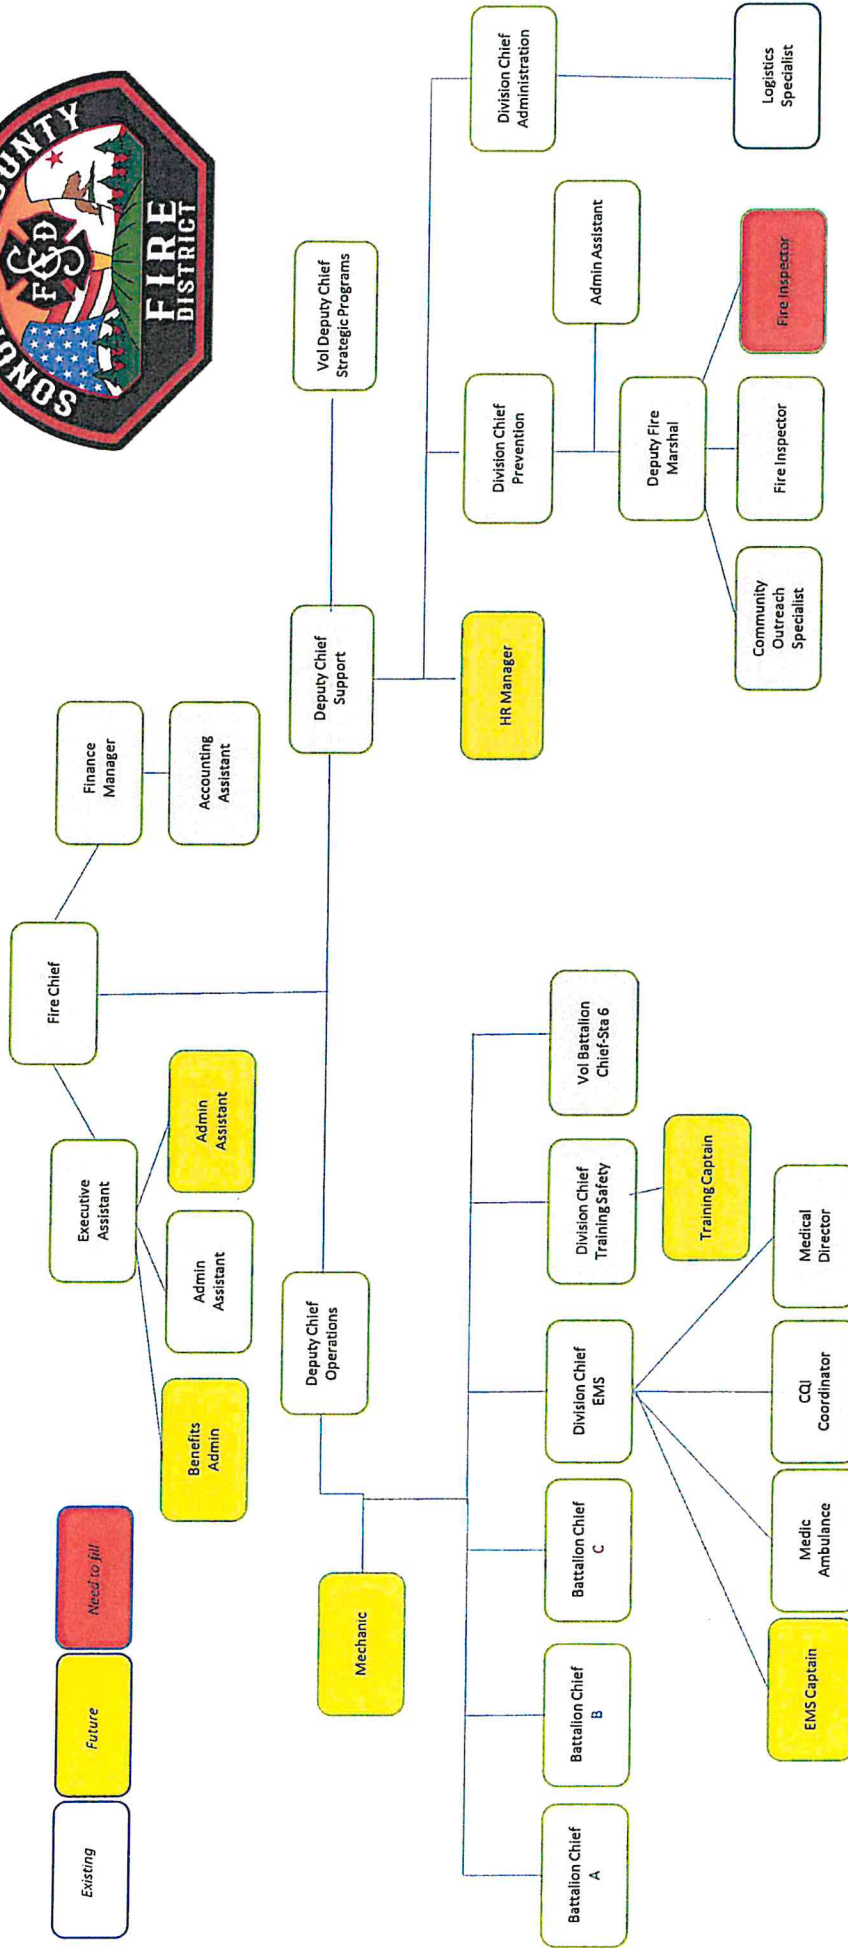 Existing
Future
Need to fill
SONOMA COUNTY
FSD
FIRE
DISTRICT
Fire Chief
Executive
Assistant
Finance
Manager
Benefits
Admin
Admin
Assistant
Admin
Assistant
Accounting
Assistant
Deputy Chief
Operations
Deputy Chief
Support
Vol Deputy Chief
Strategic Programs
Mechanic
HR Manager
Division Chief
Prevention
Division Chief
Administration
Admin Assistant
Battalion Chief
A
Battalion Chief
B
Battalion Chief
C
Division Chief
EMS
Division Chief
Training Safety
Vol Battalion
Chief-Sta 6
Training Captain
Deputy Fire
Marshal
EMS Captain
Medic
Ambulance
CQI
Coordinator
Medical
Director
Community
Outreach
Specialist
Fire Inspector
Fire Inspector
Logistics
Specialist